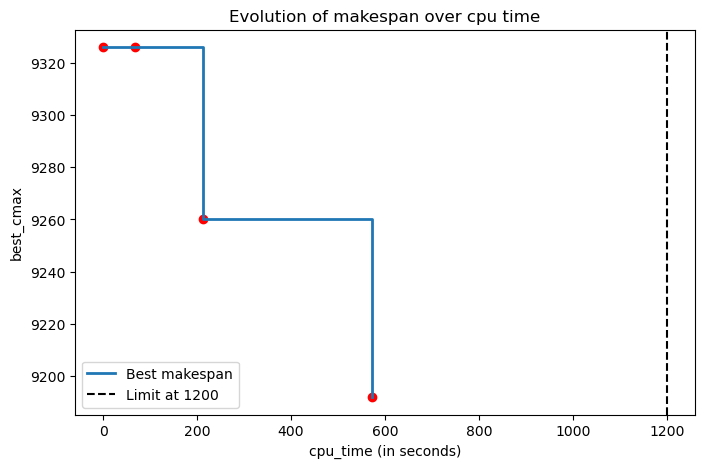 Evolution of makespan over cpu time
best_cmax
9320
9300
9280
9260
9240
9220
9200
Best makespan
Limit at 1200
0 200 400 600 800 1000 1200
cpu_time (in seconds)